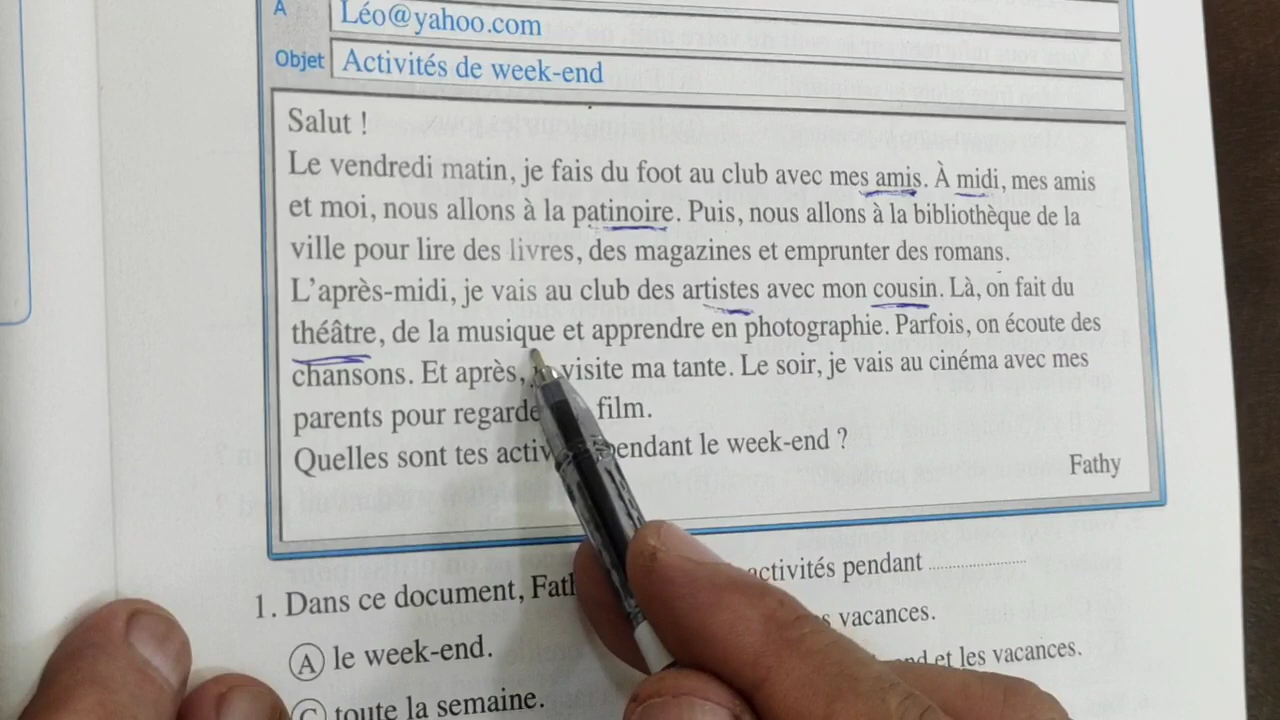 A Léo@yahoo.com
Objet Activités de week-end
Salut !
Le vendredi matin, je fais du foot au club avec mes amis. À midi, mes amis
et moi, nous allons à la patinoire. Puis, nous allons à la bibliothèque de la
ville pour lire des livres, des magazines et emprunter des romans.
L'après-midi, je vais au club des artistes avec mon cousin. Là, on fait du
théâtre, de la musique et apprendre en photographie. Parfois, on écoute des
chansons. Et après, visite ma tante. Le soir, je vais au cinéma avec mes
parents pour regarde film.
Quelles sont tes activ pendant le week-end ?
Fathy
1. Dans ce document, Fath activités pendant ..........
A le week-end.
vacances.
C toute la semaine.
et les vacances.